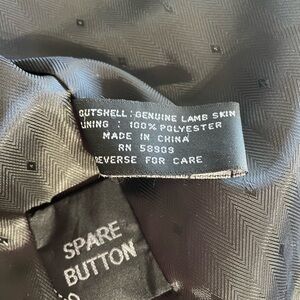 OUTSHELL: GENUINE LAMB SKIN
LINING : 100% POLYESTER
MADE IN CHINA
RN 58909
REVERSE FOR CARE
SPARE
BUTTON